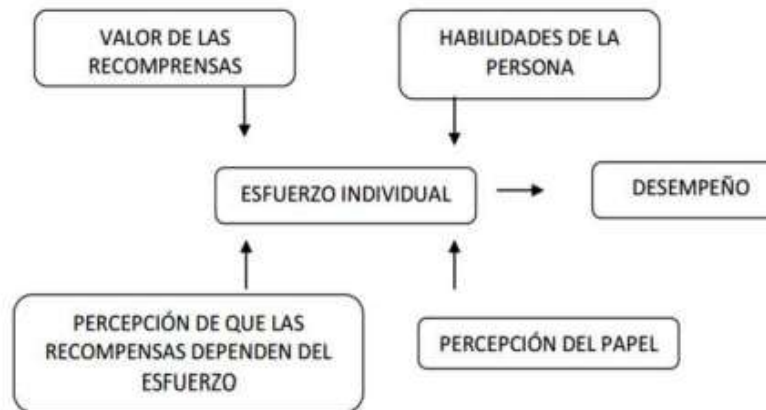 VALOR DE LAS
RECOMPRENSAS
HABILIDADES DE LA
PERSONA
ESFUERZO INDIVIDUAL
DESEMPEÑO
PERCEPCIÓN DE QUE LAS
RECOMPENSAS DEPENDEN DEL
ESFUERZO
PERCEPCIÓN DEL PAPEL